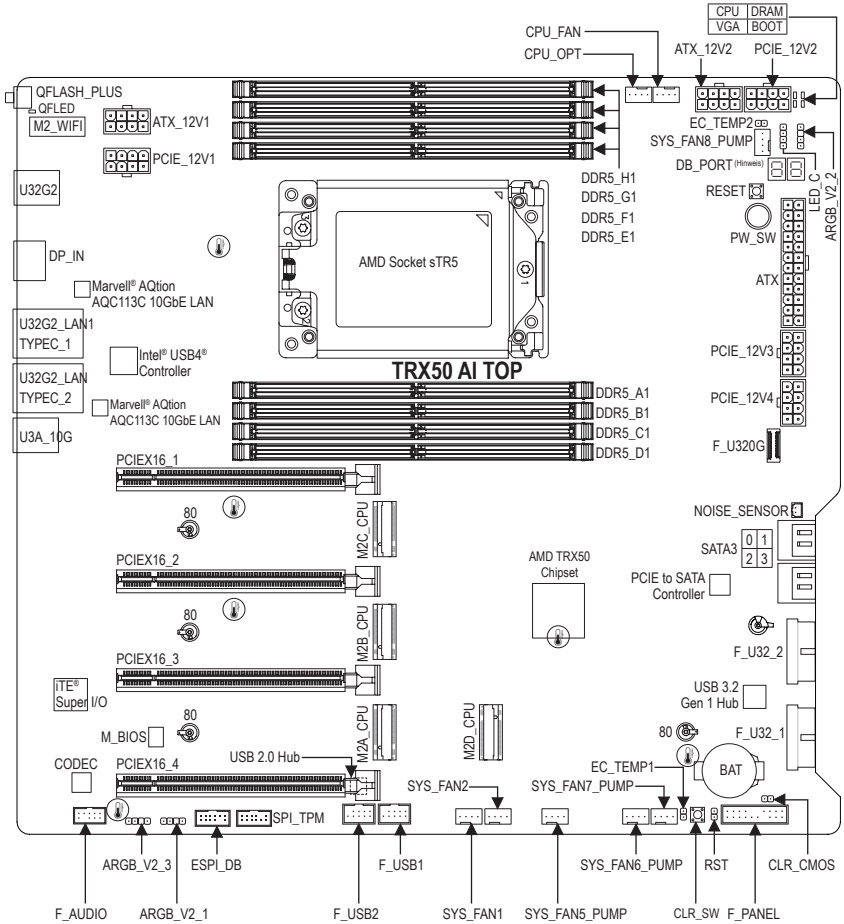 CPU DRAM
VGA BOOT
CPU_FAN
CPU_OPT
ATX_12V2
PCIE_12V2
QFLASH_PLUS
QFLED
M2_WIFI
ATX_12V1
PCIE_12V1
EC_TEMP2
SYS_FAN8_PUMP
DB_PORT (Hinweis)
RESET
LED_C
ARGB_V2_2
PW_SW
DDR5_H1
DDR5_G1
DDR5_F1
DDR5_E1
U32G2
AMD Socket sTR5
1
DP_IN
ATX
Marvell® AQtion
AQC113C 10GbE LAN
U32G2_LAN1
TYPEC_1
Intel® USB4®
Controller
TRX50 AI TOP
PCIE_12V3
U32G2_LAN
TYPEC_2
Marvell® AQtion
AQC113C 10GbE LAN
DDR5_A1
DDR5_B1
DDR5_C1
DDR5_D1
PCIE_12V4
U3A_10G
F_U320G
PCIEX16_1
80
M2C_CPU
NOISE_SENSOR
SATA3
0 1
2 3
PCIEX16_2
AMD TRX50
Chipset
PCIE to SATA
Controller
80
M2B_CPU
F_U32_2
PCIEX16_3
iTE®
Super I/O
USB 3.2
Gen 1 Hub
80
M_BIOS
M2A_CPU
M2D_CPU
80
F_U32_1
CODEC
USB 2.0 Hub
PCIEX16_4
BAT
EC_TEMP1
SYS_FAN2
SYS_FAN7_PUMP
SPI_TPM
ARGB_V2_3
ESPI_DB
F_USB1
SYS_FAN6_PUMP
RST
CLR_CMOS
F_AUDIO
ARGB_V2_1
F_USB2
SYS_FAN1
SYS_FAN5_PUMP
CLR_SW
F_PANEL